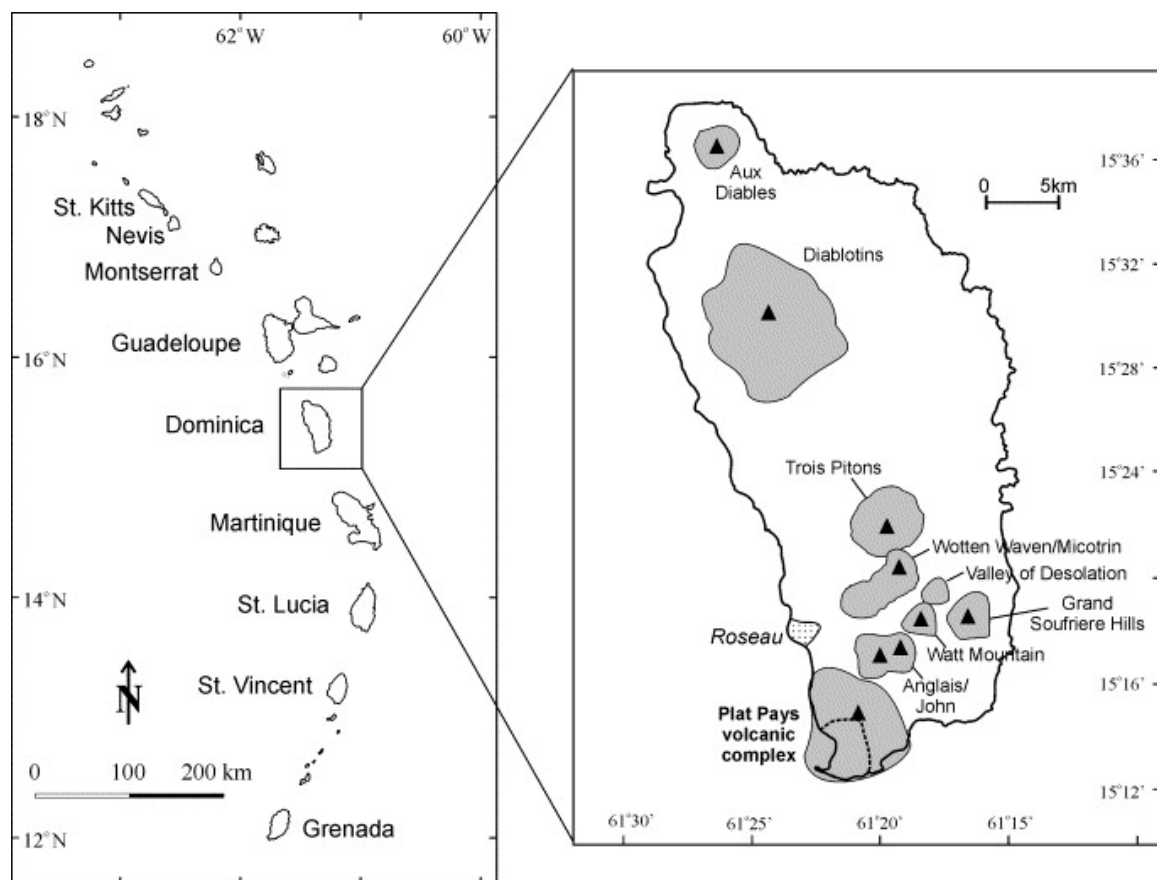 62°W
60°W
18°N
St. Kitts
Nevis
Montserrat
Guadeloupe
16°N
Dominica
Martinique
14°N
St. Lucia
N
St. Vincent
0 100 200 km
12°N
Grenada
15°36'
Aux
Diables
0 5km
Diablotins
15°32'
15°28'
15°24'
Trois Pitons
Wotten Waven/Micotrin
Valley of Desolation
Grand
Soufriere Hills
Roseau
Watt Mountain
Anglais/
John
15°16'
Plat Pays
volcanic
complex
15°12'
61°30'
61°25'
61°20'
61°15'